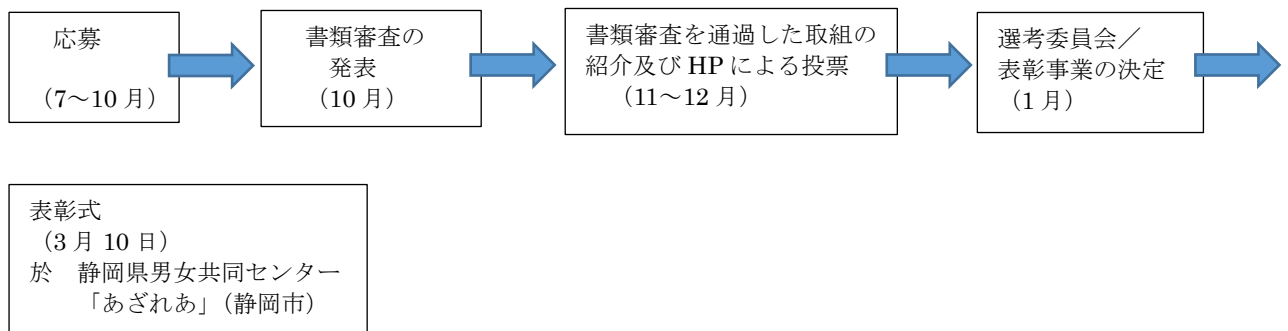 応募
(7～10 月)
書類審査の
発表
(10 月)
書類審査を通過した取組の
紹介及び HP による投票
(11～12 月)
選考委員会／
表彰事業の決定
(1 月)
表彰式
(3 月 10 日)
於　静岡県男女共同センター
「あざれあ」(静岡市)